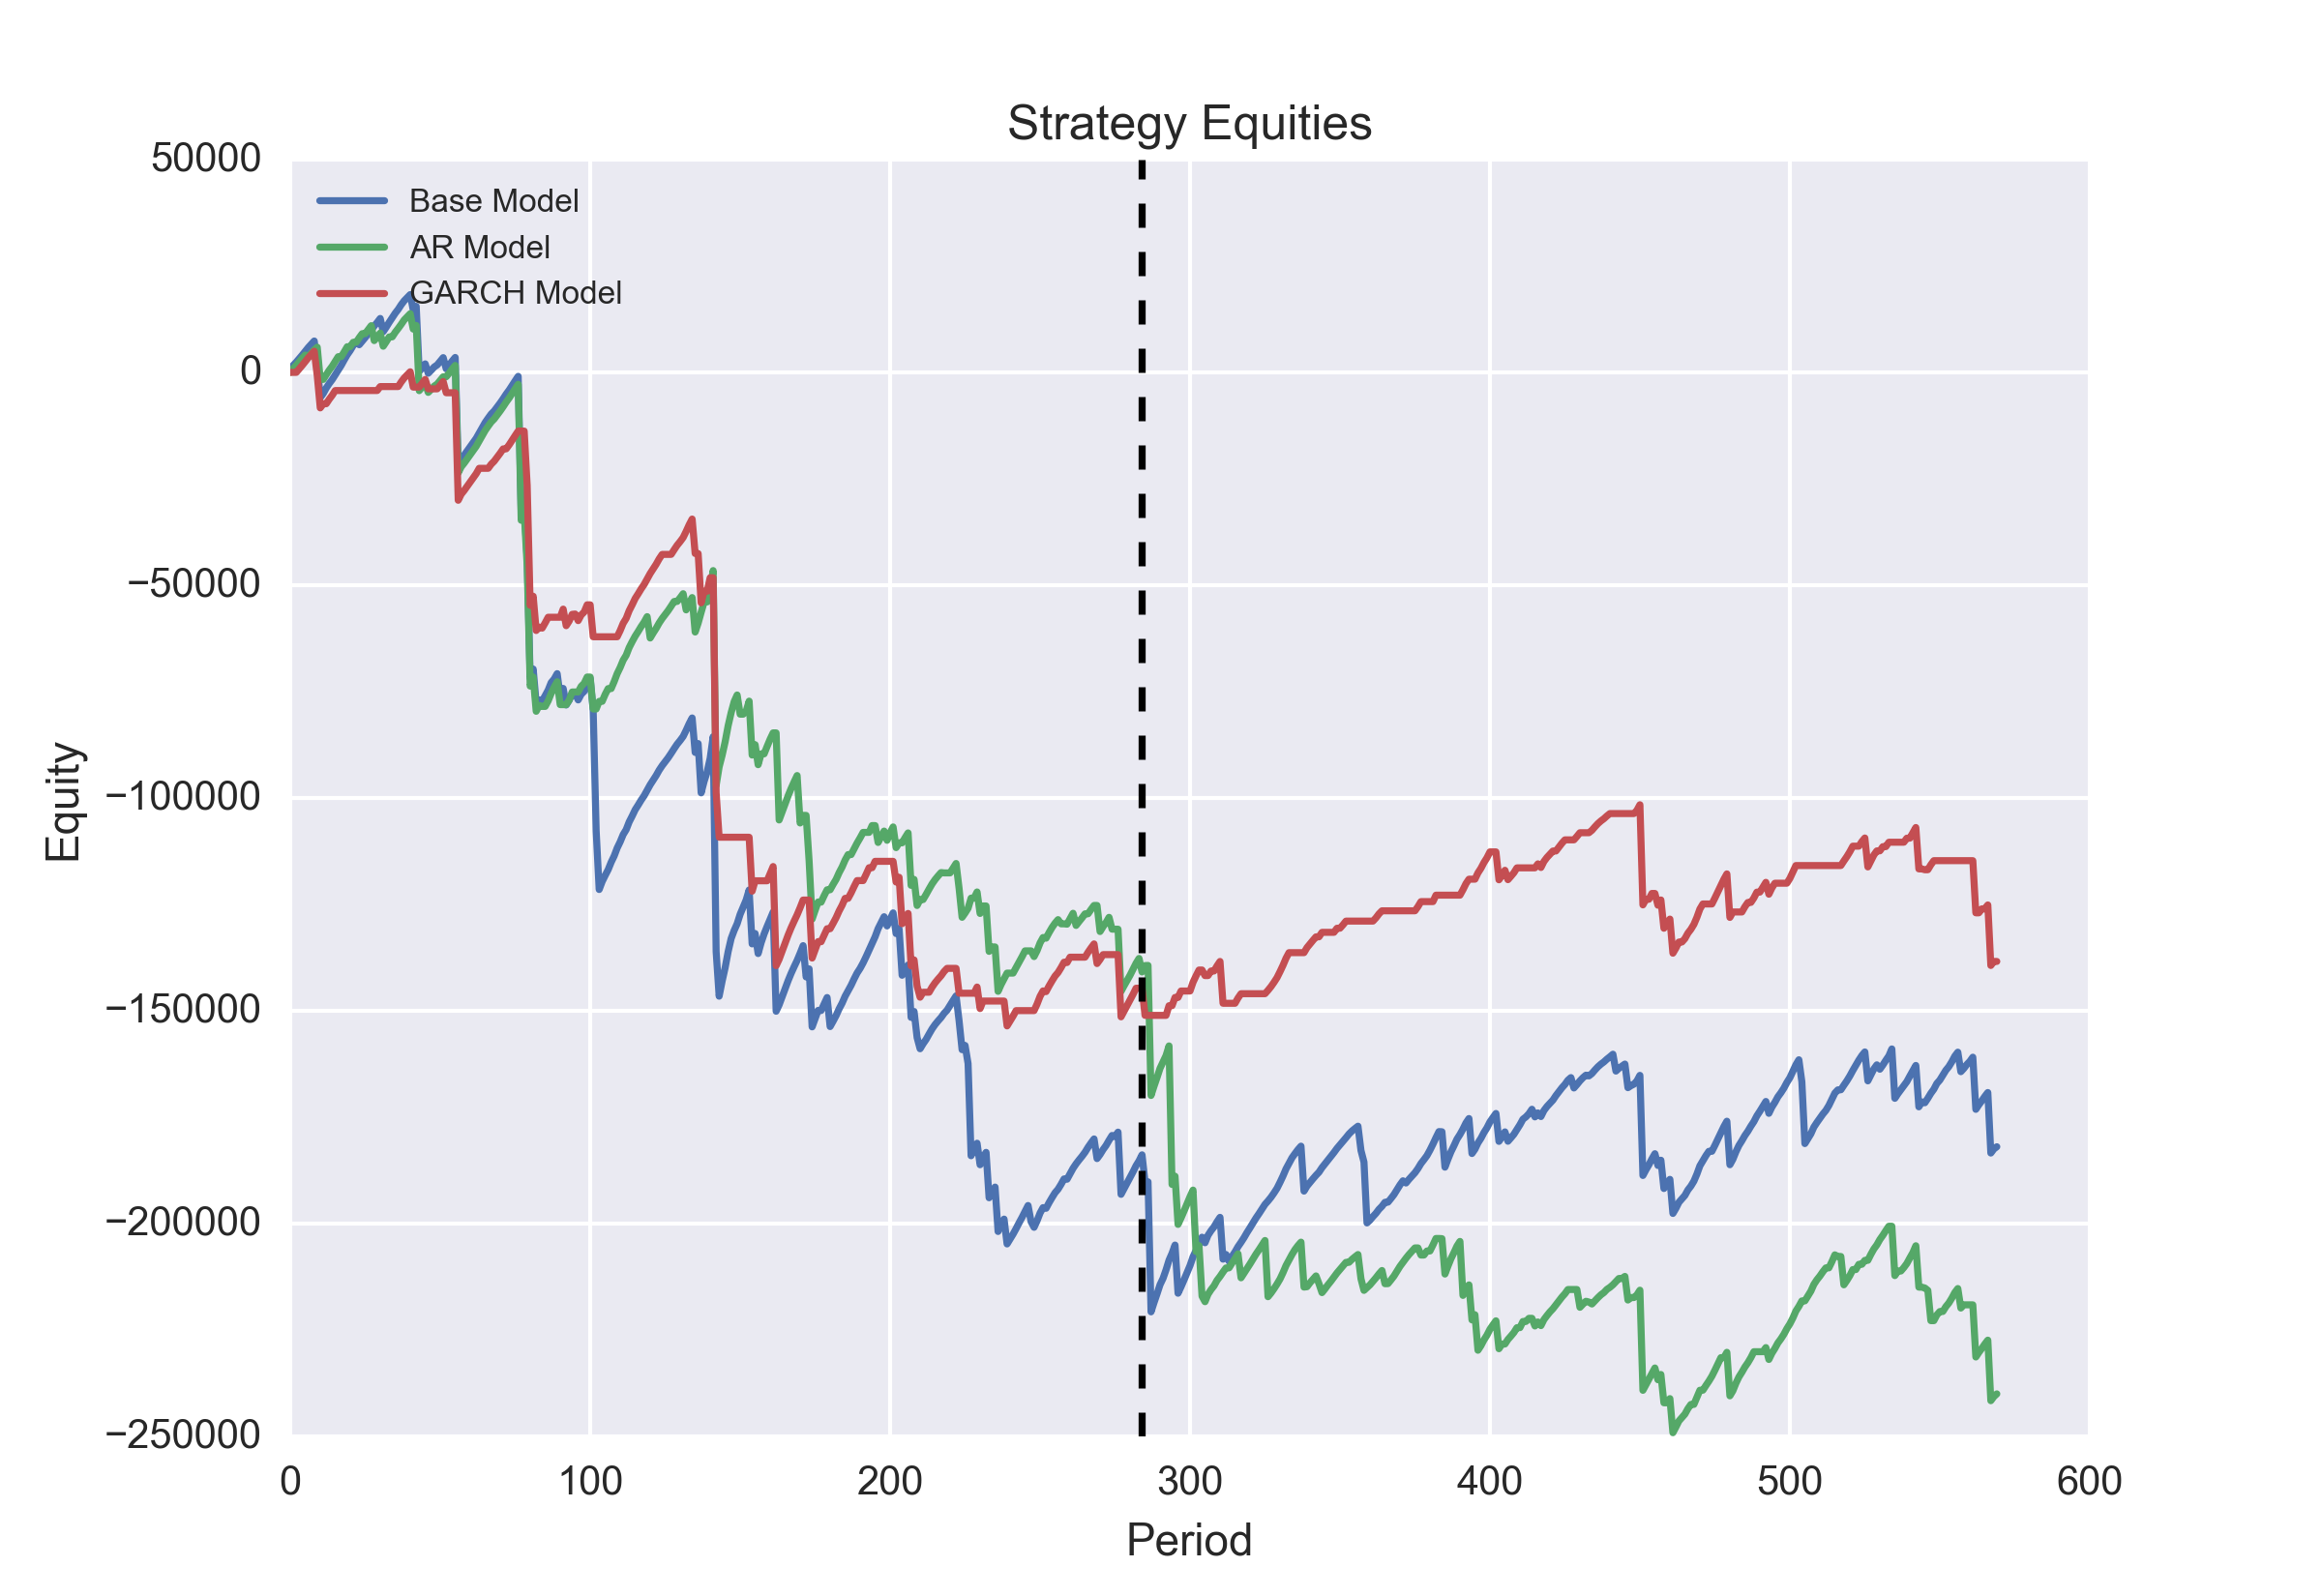 Strategy Equities
Base Model
AR Model
GARCH Model
Equity
50000
0
−50000
−100000
−150000
−200000
−250000
0 100 200 300 400 500 600
Period